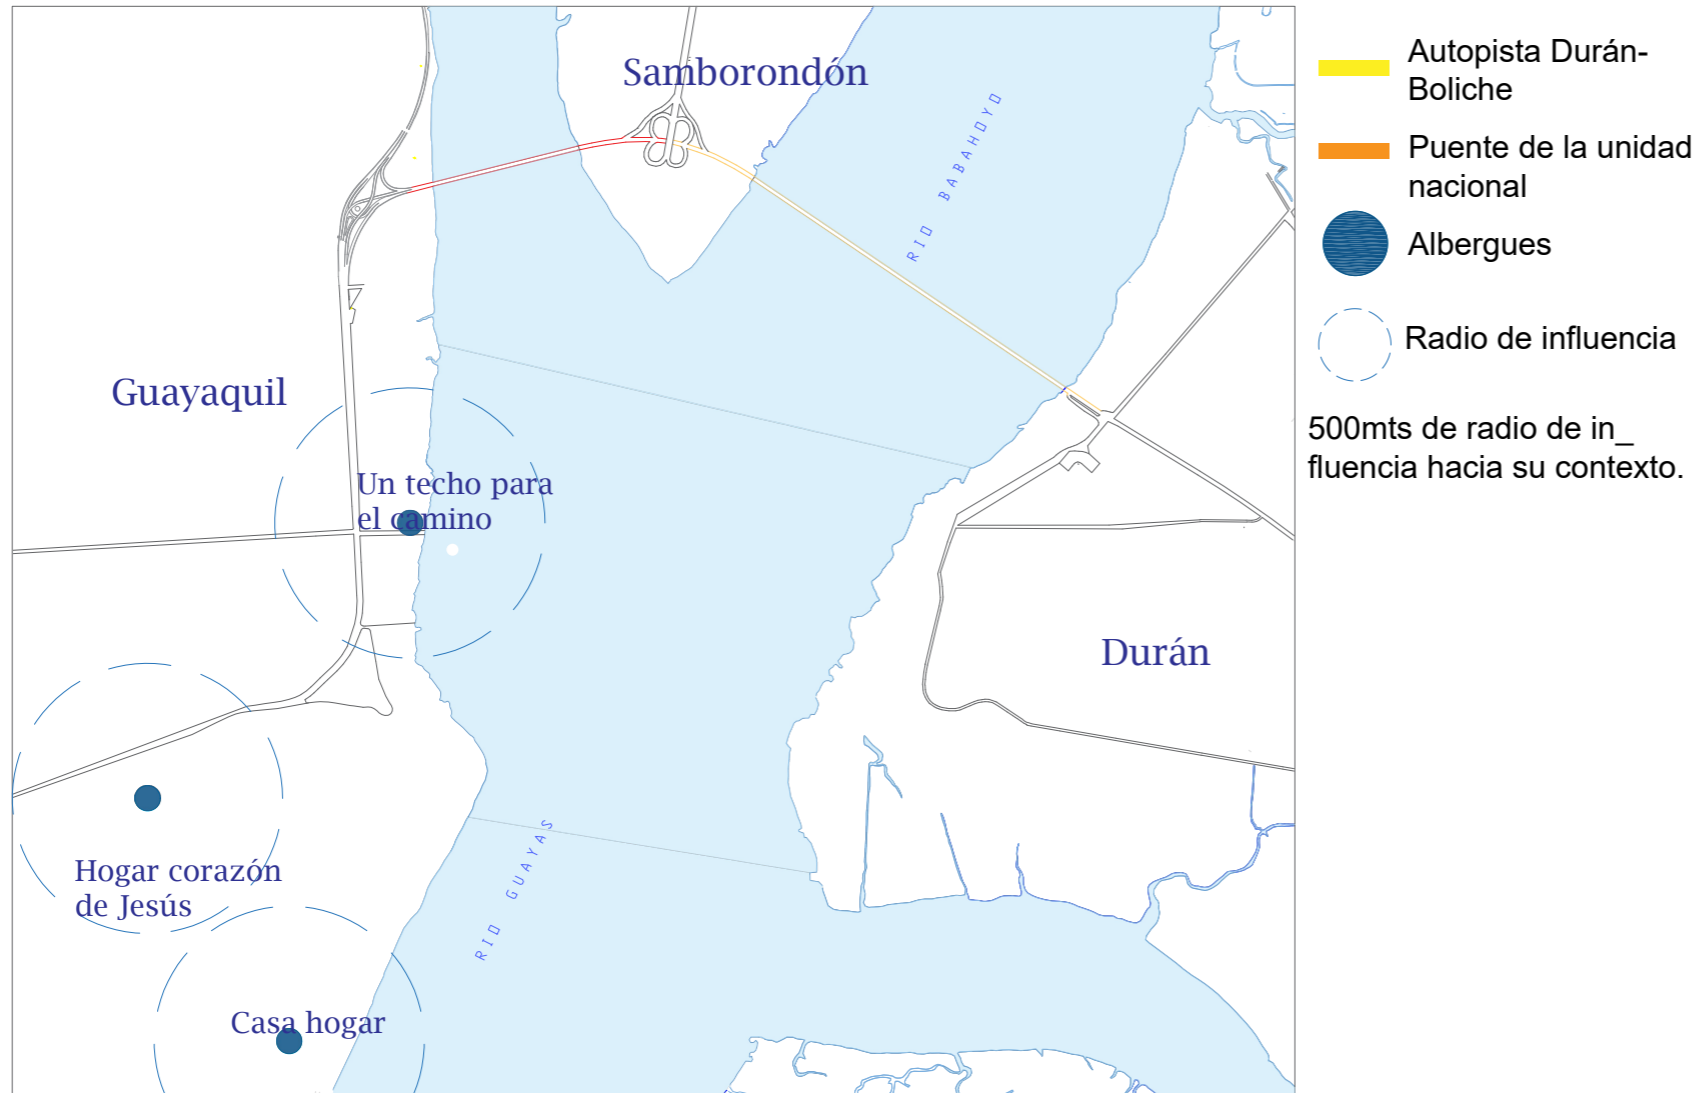 Samborondón
RIO BABAHOYO
Guayaquil
Un techo para
el camino
Durán
Hogar corazón
de Jesús
RIO GUAYAS
Casa hogar
Autopista Durán-
Boliche
Puente de la unidad
nacional
Albergues
Radio de influencia
500mts de radio de in_
fluencia hacia su contexto.